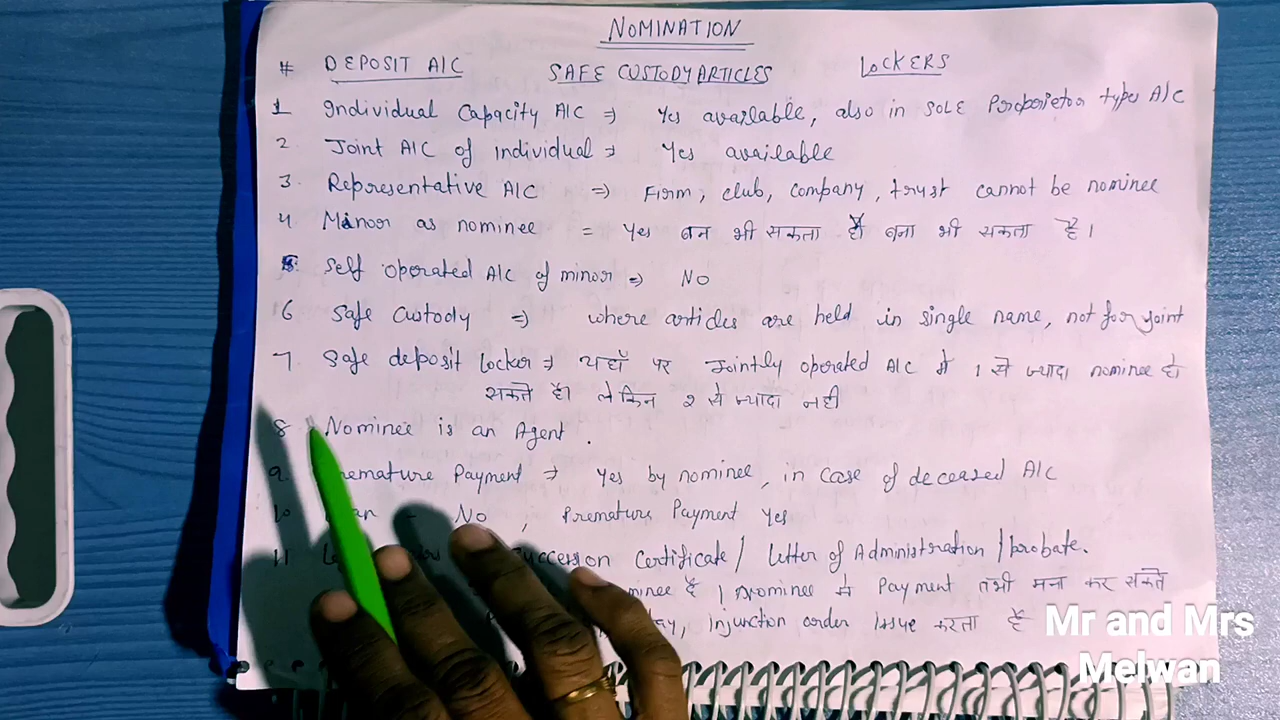 NOMINATION
# DEPOSIT A/C SAFE CUSTODY ARTICLES LOCKERS
1 Individual Capacity A/C ⇒ Yes available, also in SOLE Proporietor types A/C
2. Joint A/C of individual ⇒ Yes available
3. Representative A/C ⇒ Firm, club, company, trust cannot be nominee
4 Minor as nominee = Yes बन भी सकता है बना भी सकता है।
5. Self operated A/C of minor ⇒ No
6 Safe Custody ⇒ where articles are held in single name, not for joint
7. Safe deposit locker ⇒ यहाँ पर Jointly operated A/C में 1 से ज्यादा nominee हो
सकते है। लेकिन 2 से ज्यादा नही
8 Nominee is an Agent.
9. Premature Payment ⇒ Yes by nominee, in case of deceased A/C
10 No, Premature Payment Yes
11 Succession Certificate / Letter of Administration / probate.
है Payment तभी मना कर सकते
injunction order issue करता है
Mr and Mrs
Melwan